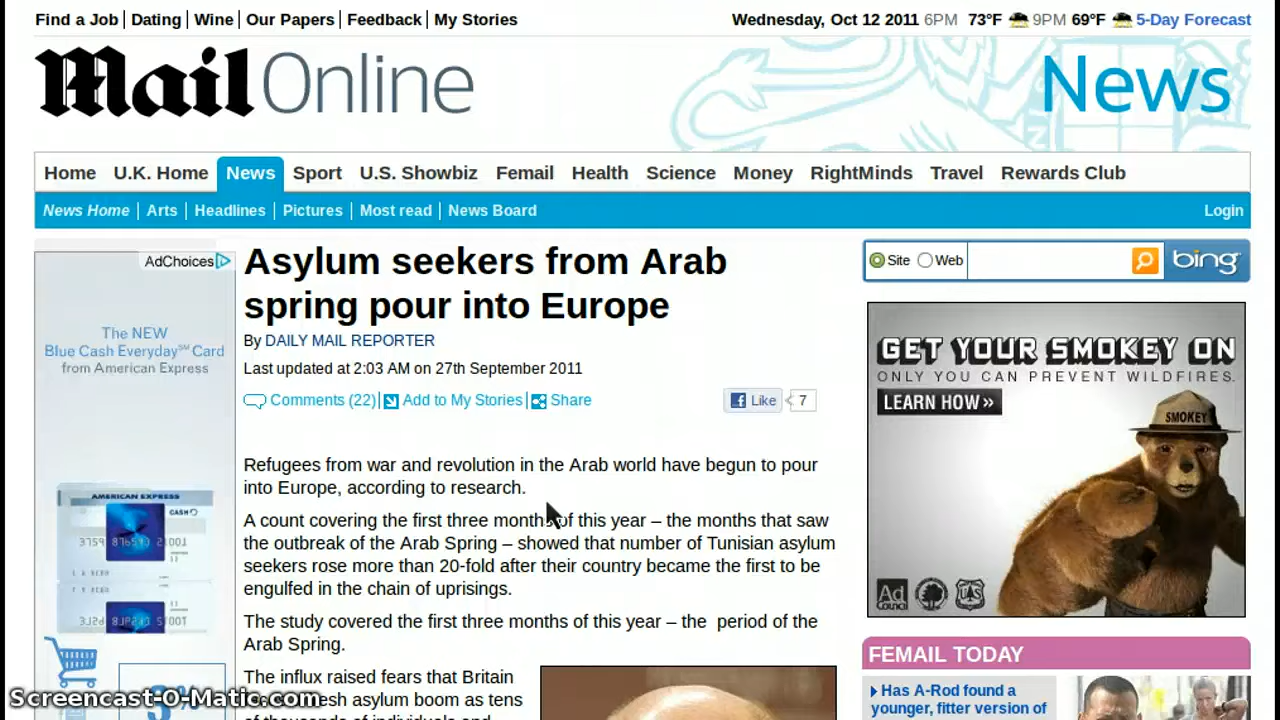 Find a Job | Dating | Wine | Our Papers | Feedback | My Stories
Wednesday, Oct 12 2011 6PM 73°F 9PM 69°F 5-Day Forecast
Mail Online
News
Home U.K. Home News Sport U.S. Showbiz Femail Health Science Money RightMinds Travel Rewards Club
News Home | Arts | Headlines | Pictures | Most read | News Board
Login
AdChoices
The NEW
Blue Cash Everyday℠ Card
from American Express
AMERICAN EXPRESS
CASH
Asylum seekers from Arab
spring pour into Europe
By DAILY MAIL REPORTER
Last updated at 2:03 AM on 27th September 2011
Comments (22) | Add to My Stories | Share
Like 7
Refugees from war and revolution in the Arab world have begun to pour
into Europe, according to research.
A count covering the first three months of this year – the months that saw
the outbreak of the Arab Spring – showed that number of Tunisian asylum
seekers rose more than 20-fold after their country became the first to be
engulfed in the chain of uprisings.
The study covered the first three months of this year – the period of the
Arab Spring.
The influx raised fears that Britain
asylum boom as tens
Site Web
bing
GET YOUR SMOKEY ON
ONLY YOU CAN PREVENT WILDFIRES.
LEARN HOW »
SMOKEY
Ad
Council
UAS
FEMAIL TODAY
Has A-Rod found a
younger, fitter version of
Screencast-O-Matic.com